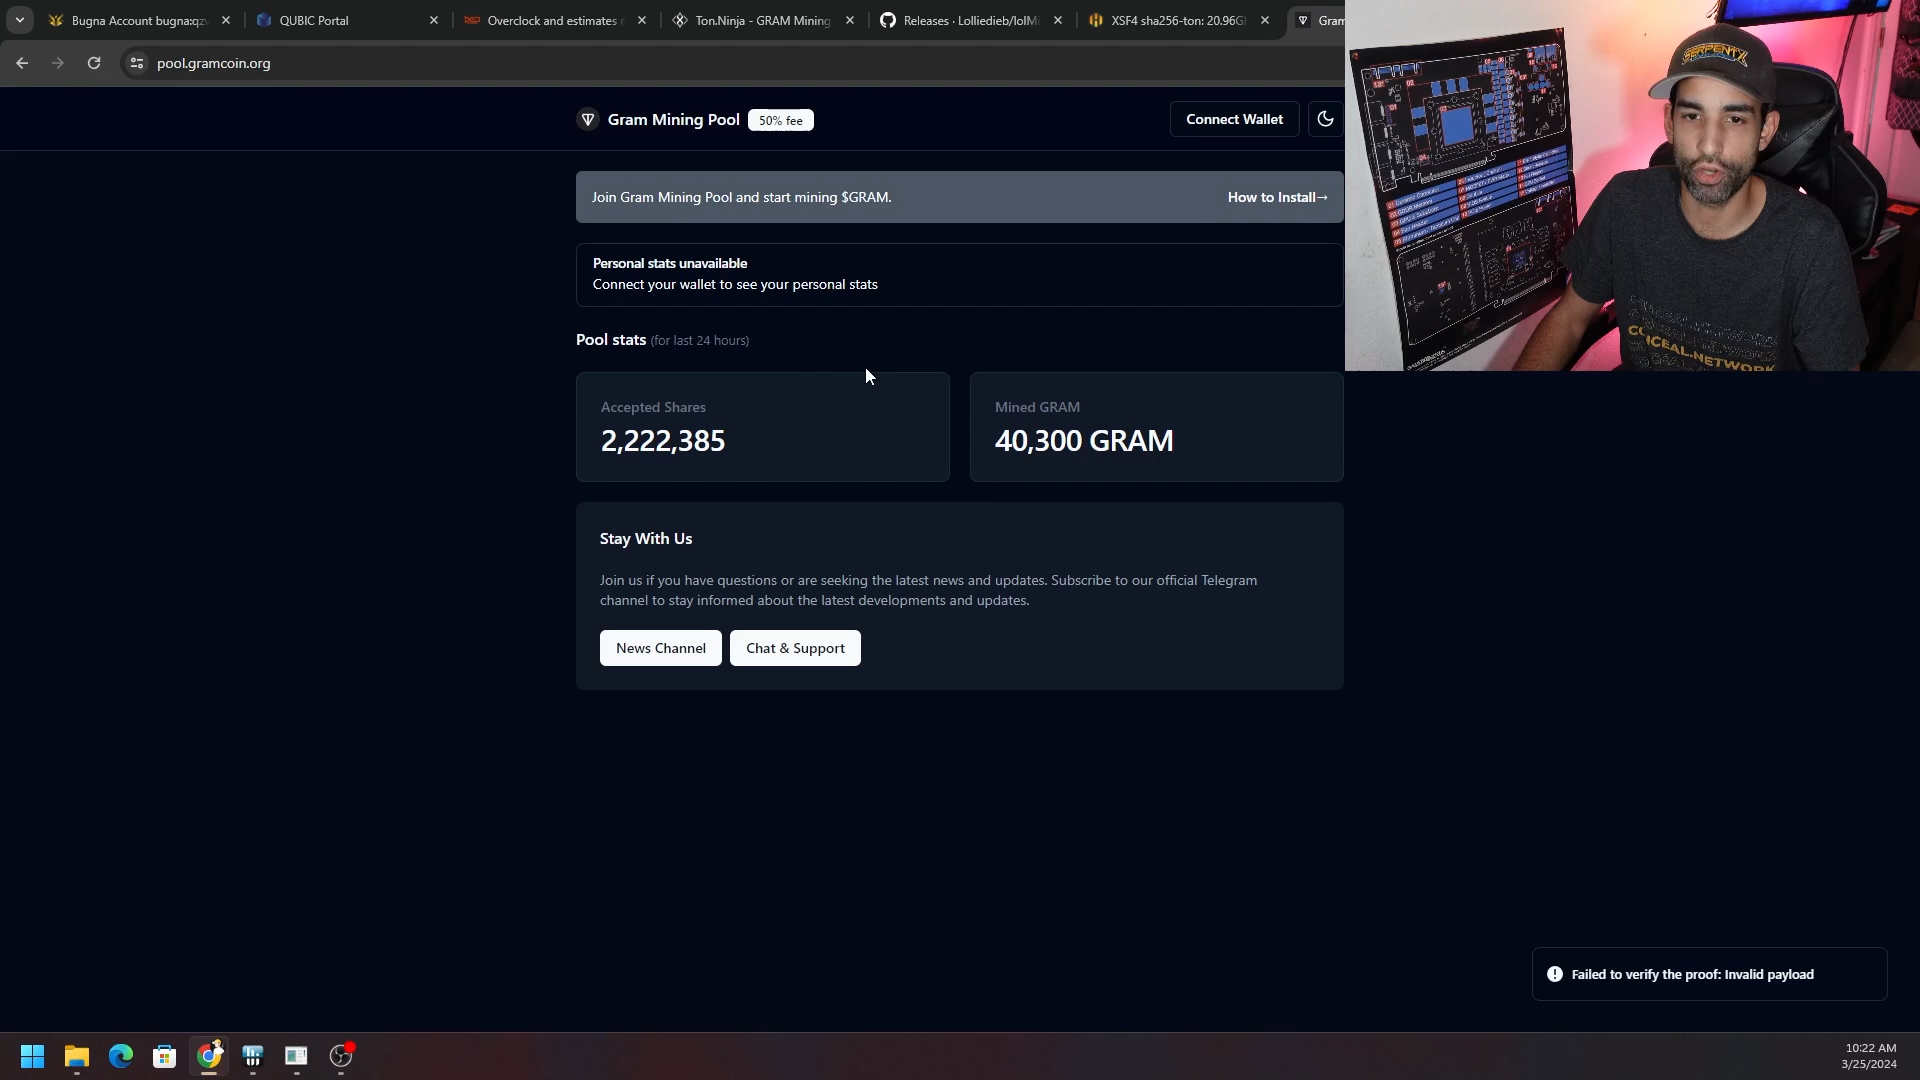 Bugna Account bugna:qz
QUBIC Portal
Overclock and estimates
Ton.Ninja - GRAM Mining
Releases · Lolliedieb/lolMi
XSF4 sha256-ton: 20.96G
Gram
pool.gramcoin.org
Gram Mining Pool
50% fee
Connect Wallet
Join Gram Mining Pool and start mining $GRAM.
How to Install→
Personal stats unavailable
Connect your wallet to see your personal stats
Pool stats (for last 24 hours)
Accepted Shares
2,222,385
Mined GRAM
40,300 GRAM
Stay With Us
Join us if you have questions or are seeking the latest news and updates. Subscribe to our official Telegram
channel to stay informed about the latest developments and updates.
News Channel
Chat & Support
SERPENTX
Failed to verify the proof: Invalid payload
10:22 AM
3/25/2024